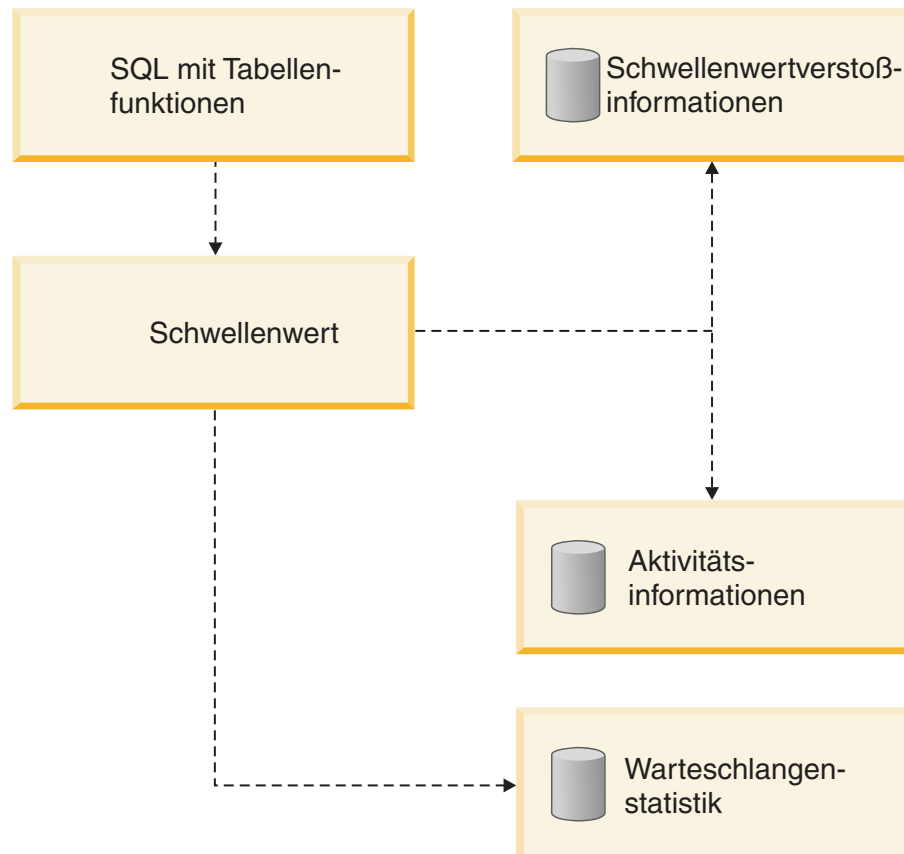 SQL mit Tabellen-
funktionen
Schwellenwertverstoß-
informationen
Schwellenwert
Aktivitäts-
informationen
Warteschlangen-
statistik